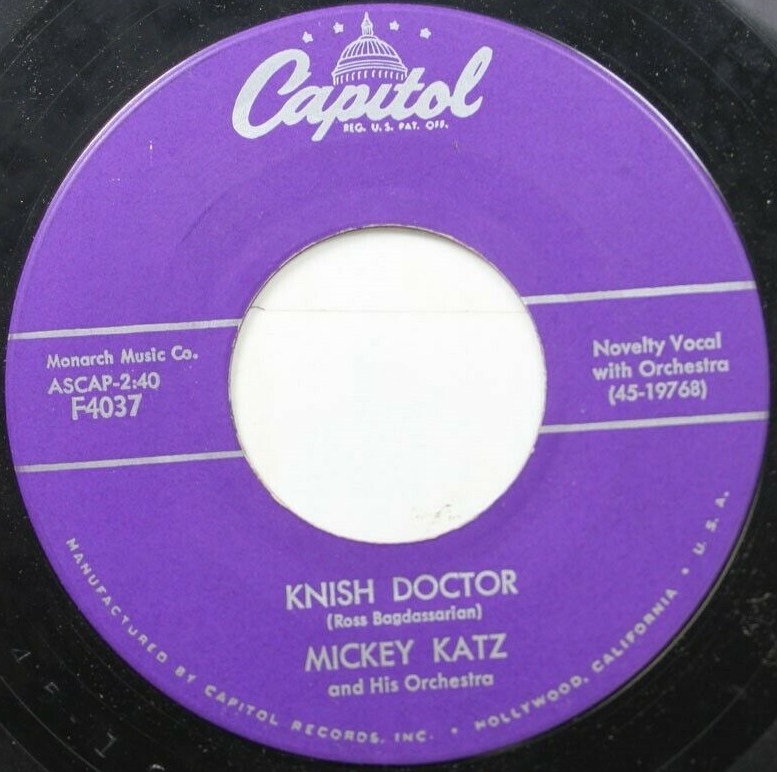 Capitol
REG. U.S. PAT. OFF.
Monarch Music Co.
ASCAP-2:40
F4037
Novelty Vocal
with Orchestra
(45-19768)
KNISH DOCTOR
(Ross Bagdassarian)
MICKEY KATZ
and His Orchestra
MANUFACTURED BY CAPITOL RECORDS, INC. • HOLLYWOOD, CALIFORNIA • U.S.A.